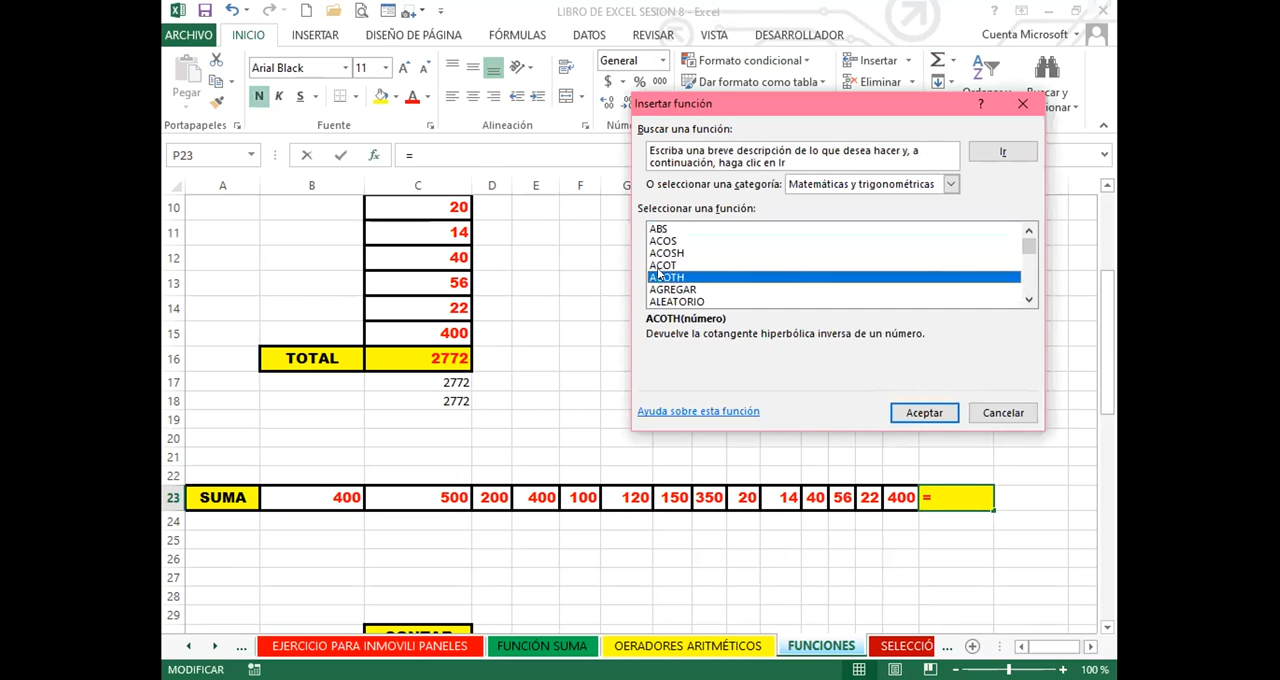 LIBRO DE EXCEL SESION 8 - Excel
ARCHIVO INICIO INSERTAR DISEÑO DE PÁGINA FÓRMULAS DATOS REVISAR VISTA DESARROLLADOR Cuenta Microsoft
Pegar
Arial Black 11
N K S
General
$ % 000
Formato condicional
Dar formato como tabla
Insertar
Eliminar
Buscar y
Portapapeles Fuente Alineación
P23 fx =
Insertar función
Buscar una función:
Escriba una breve descripción de lo que desea hacer y, a
continuación, haga clic en Ir
Ir
O seleccionar una categoría: Matemáticas y trigonométricas
Seleccionar una función:
ABS
ACOS
ACOSH
ACOT
ACOTH
AGREGAR
ALEATORIO
ACOTH(número)
Devuelve la cotangente hiperbólica inversa de un número.
Ayuda sobre esta función
Aceptar Cancelar
A B C D E F G
10 20
11 14
12 40
13 56
14 22
15 400
16 TOTAL 2772
17 2772
18 2772
19
20
21
22
23 SUMA 400 500 200 400 100 120 150 350 20 14 40 56 22 400 =
24
25
26
27
28
29
... EJERCICIO PARA INMOVILI PANELES FUNCIÓN SUMA OERADORES ARITMÉTICOS FUNCIONES SELECCIÓ ...
MODIFICAR 100 %